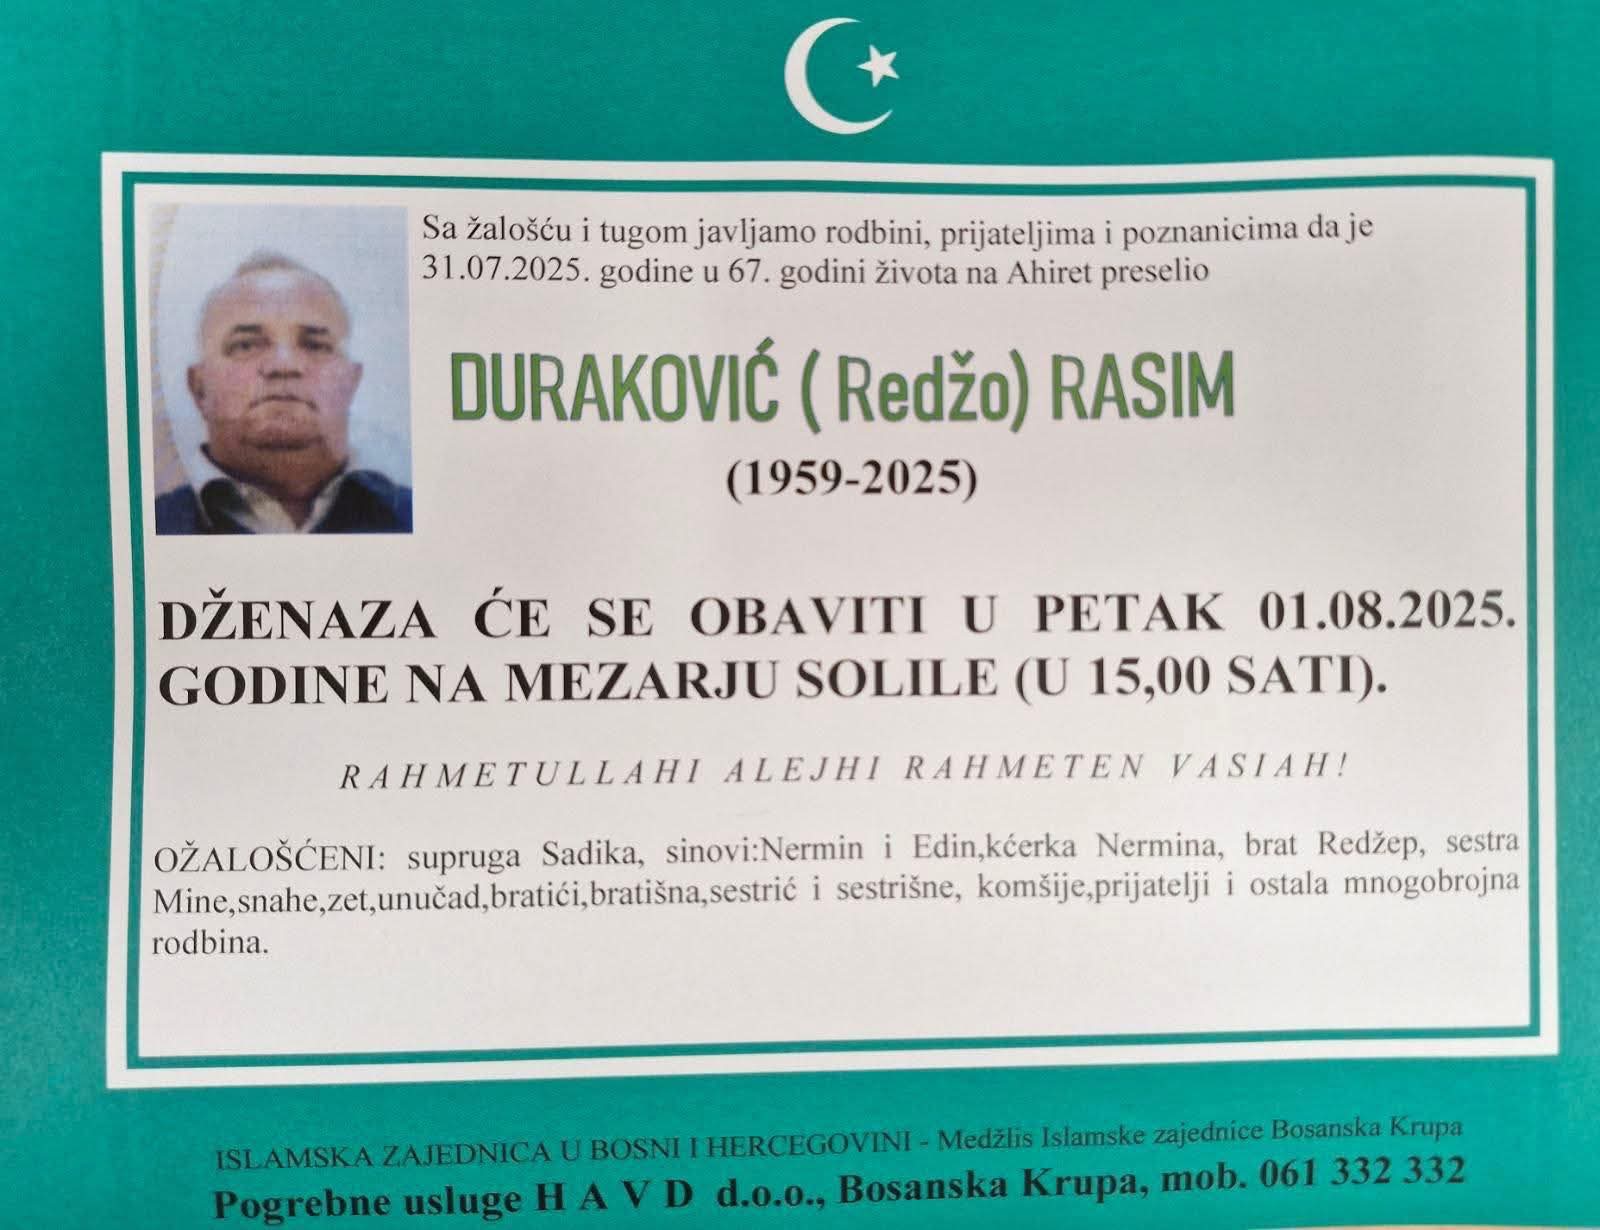 Sa žalošću i tugom javljamo rodbini, prijateljima i poznanicima da je
31.07.2025. godine u 67. godini života na Ahiret preselio
DURAKOVIĆ ( Redžo) RASIM
(1959-2025)
DŽENAZA ĆE SE OBAVITI U PETAK 01.08.2025.
GODINE NA MEZARJU SOLILE (U 15,00 SATI).
RAHMETULLAHI ALEJHI RAHMETEN VASIAH!
OŽALOŠĆENI: supruga Sadika, sinovi:Nermin i Edin,kćerka Nermina, brat Redžep, sestra
Mine,snahe,zet,unučad,bratići,bratišna,sestrić i sestrišne, komšije,prijatelji i ostala mnogobrojna
rodbina.
ISLAMSKA ZAJEDNICA U BOSNI I HERCEGOVINI - Medžlis Islamske zajednice Bosanska Krupa
Pogrebne usluge H A V D d.o.o., Bosanska Krupa, mob. 061 332 332